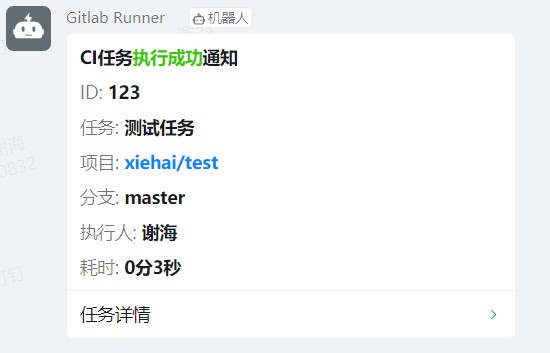 Gitlab Runner 机器人
CI任务执行成功通知
ID: 123
任务: 测试任务
项目: xiehai/test
分支: master
执行人: 谢海
耗时: 0分3秒
任务详情
谢海
0832
钉钉